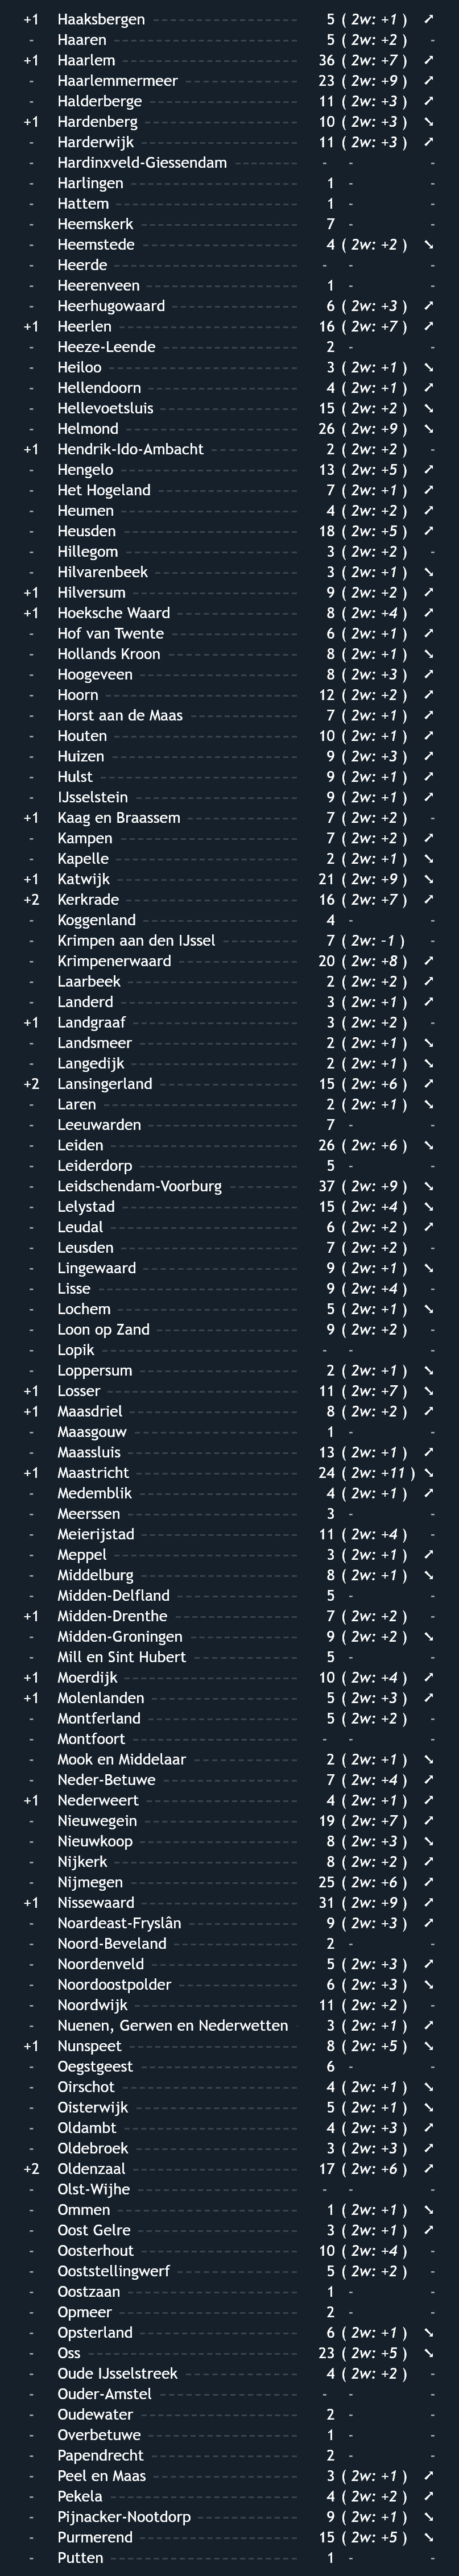 +1 Haaksbergen 5 ( 2w: +1 ) ↗
- Haaren 5 ( 2w: +2 ) -
+1 Haarlem 36 ( 2w: +7 ) ↗
- Haarlemmermeer 23 ( 2w: +9 ) ↗
- Halderberge 11 ( 2w: +3 ) ↗
+1 Hardenberg 10 ( 2w: +3 ) ↘
- Harderwijk 11 ( 2w: +3 ) ↗
- Hardinxveld-Giessendam - - -
- Harlingen 1 - -
- Hattem 1 - -
- Heemskerk 7 - -
- Heemstede 4 ( 2w: +2 ) ↘
- Heerde - - -
- Heerenveen 1 - -
- Heerhugowaard 6 ( 2w: +3 ) ↗
+1 Heerlen 16 ( 2w: +7 ) ↗
- Heeze-Leende 2 - -
- Heiloo 3 ( 2w: +1 ) ↘
- Hellendoorn 4 ( 2w: +1 ) ↗
- Hellevoetsluis 15 ( 2w: +2 ) ↘
- Helmond 26 ( 2w: +9 ) ↘
+1 Hendrik-Ido-Ambacht 2 ( 2w: +2 ) -
- Hengelo 13 ( 2w: +5 ) ↗
- Het Hogeland 7 ( 2w: +1 ) ↗
- Heumen 4 ( 2w: +2 ) ↗
- Heusden 18 ( 2w: +5 ) ↗
- Hillegom 3 ( 2w: +2 ) -
- Hilvarenbeek 3 ( 2w: +1 ) ↘
+1 Hilversum 9 ( 2w: +2 ) ↗
+1 Hoeksche Waard 8 ( 2w: +4 ) ↗
- Hof van Twente 6 ( 2w: +1 ) ↗
- Hollands Kroon 8 ( 2w: +1 ) ↘
- Hoogeveen 8 ( 2w: +3 ) ↗
- Hoorn 12 ( 2w: +2 ) ↗
- Horst aan de Maas 7 ( 2w: +1 ) ↗
- Houten 10 ( 2w: +1 ) ↗
- Huizen 9 ( 2w: +3 ) ↗
- Hulst 9 ( 2w: +1 ) ↗
- IJsselstein 9 ( 2w: +1 ) ↗
+1 Kaag en Braassem 7 ( 2w: +2 ) -
- Kampen 7 ( 2w: +2 ) ↗
- Kapelle 2 ( 2w: +1 ) ↘
+1 Katwijk 21 ( 2w: +9 ) ↘
+2 Kerkrade 16 ( 2w: +7 ) ↗
- Koggenland 4 - -
- Krimpen aan den IJssel 7 ( 2w: -1 ) -
- Krimpenerwaard 20 ( 2w: +8 ) ↗
- Laarbeek 2 ( 2w: +2 ) ↗
- Landerd 3 ( 2w: +1 ) ↗
+1 Landgraaf 3 ( 2w: +2 ) -
- Landsmeer 2 ( 2w: +1 ) ↘
- Langedijk 2 ( 2w: +1 ) ↘
+2 Lansingerland 15 ( 2w: +6 ) ↗
- Laren 2 ( 2w: +1 ) ↘
- Leeuwarden 7 - -
- Leiden 26 ( 2w: +6 ) ↘
- Leiderdorp 5 - -
- Leidschendam-Voorburg 37 ( 2w: +9 ) ↘
- Lelystad 15 ( 2w: +4 ) ↘
- Leudal 6 ( 2w: +2 ) ↗
- Leusden 7 ( 2w: +2 ) -
- Lingewaard 9 ( 2w: +1 ) ↘
- Lisse 9 ( 2w: +4 ) -
- Lochem 5 ( 2w: +1 ) ↘
- Loon op Zand 9 ( 2w: +2 ) -
- Lopik - - -
- Loppersum 2 ( 2w: +1 ) ↘
+1 Losser 11 ( 2w: +7 ) ↘
+1 Maasdriel 8 ( 2w: +2 ) ↗
- Maasgouw 1 - -
- Maassluis 13 ( 2w: +1 ) ↗
+1 Maastricht 24 ( 2w: +11 ) ↘
- Medemblik 4 ( 2w: +1 ) ↗
- Meerssen 3 - -
- Meierijstad 11 ( 2w: +4 ) -
- Meppel 3 ( 2w: +1 ) ↗
- Middelburg 8 ( 2w: +1 ) ↘
- Midden-Delfland 5 - -
+1 Midden-Drenthe 7 ( 2w: +2 ) -
- Midden-Groningen 9 ( 2w: +2 ) ↘
- Mill en Sint Hubert 5 - -
+1 Moerdijk 10 ( 2w: +4 ) ↗
+1 Molenlanden 5 ( 2w: +3 ) ↗
- Montferland 5 ( 2w: +2 ) -
- Montfoort - - -
- Mook en Middelaar 2 ( 2w: +1 ) ↘
- Neder-Betuwe 7 ( 2w: +4 ) ↗
+1 Nederweert 4 ( 2w: +1 ) ↗
- Nieuwegein 19 ( 2w: +7 ) ↗
- Nieuwkoop 8 ( 2w: +3 ) ↘
- Nijkerk 8 ( 2w: +2 ) ↗
- Nijmegen 25 ( 2w: +6 ) ↗
+1 Nissewaard 31 ( 2w: +9 ) ↗
- Noardeast-Fryslân 9 ( 2w: +3 ) ↗
- Noord-Beveland 2 - -
- Noordenveld 5 ( 2w: +3 ) ↗
- Noordoostpolder 6 ( 2w: +3 ) ↘
- Noordwijk 11 ( 2w: +2 ) -
- Nuenen, Gerwen en Nederwetten 3 ( 2w: +1 ) ↗
+1 Nunspeet 8 ( 2w: +5 ) ↘
- Oegstgeest 6 - -
- Oirschot 4 ( 2w: +1 ) ↘
- Oisterwijk 5 ( 2w: +1 ) ↘
- Oldambt 4 ( 2w: +3 ) ↗
- Oldebroek 3 ( 2w: +3 ) ↗
+2 Oldenzaal 17 ( 2w: +6 ) ↗
- Olst-Wijhe - - -
- Ommen 1 ( 2w: +1 ) ↘
- Oost Gelre 3 ( 2w: +1 ) ↗
- Oosterhout 10 ( 2w: +4 ) -
- Ooststellingwerf 5 ( 2w: +2 ) -
- Oostzaan 1 - -
- Opmeer 2 - -
- Opsterland 6 ( 2w: +1 ) ↘
- Oss 23 ( 2w: +5 ) ↘
- Oude IJsselstreek 4 ( 2w: +2 ) -
- Ouder-Amstel - - -
- Oudewater 2 - -
- Overbetuwe 1 - -
- Papendrecht 2 - -
- Peel en Maas 3 ( 2w: +1 ) ↗
- Pekela 4 ( 2w: +2 ) ↗
- Pijnacker-Nootdorp 9 ( 2w: +1 ) ↘
- Purmerend 15 ( 2w: +5 ) ↘
- Putten 1 - -